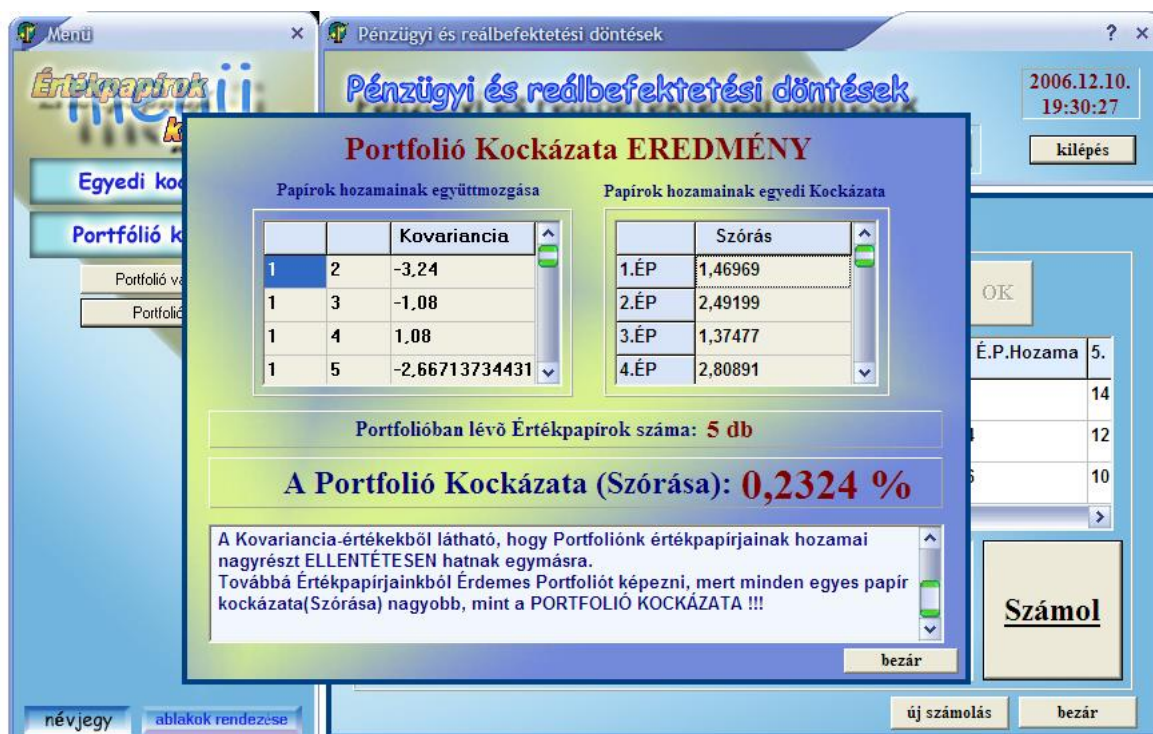 Menü
Pénzügyi és reálbefektetési döntések
Értékpapírok
menü
Pénzügyi és reálbefektetési döntések
2006.12.10.
19:30:27
kilépés
Egyedi
Portfólió
Portfolió
Portfolió
Portfolió Kockázata EREDMÉNY
Papírok hozamainak együttmozgása
Papírok hozamainak egyedi Kockázata
Kovariancia
1 2 -3,24
1 3 -1,08
1 4 1,08
1 5 -2,66713734431
Szórás
1.ÉP 1,46969
2.ÉP 2,49199
3.ÉP 1,37477
4.ÉP 2,80891
OK
É.P.Hozama 5.
14
12
10
Portfolióban lévõ Értékpapírok száma: 5 db
A Portfolió Kockázata (Szórása): 0,2324 %
A Kovariancia-értékekbõl látható, hogy Portfoliónk értékpapírjainak hozamai
nagyrészt ELLENTÉTESEN hatnak egymásra.
Továbbá Értékpapírjainkból Érdemes Portfoliót képezni, mert minden egyes papír
kockázata(Szórása) nagyobb, mint a PORTFOLIÓ KOCKÁZATA !!!
bezár
Számol
új számolás
bezár
névjegy
ablakok rendezése